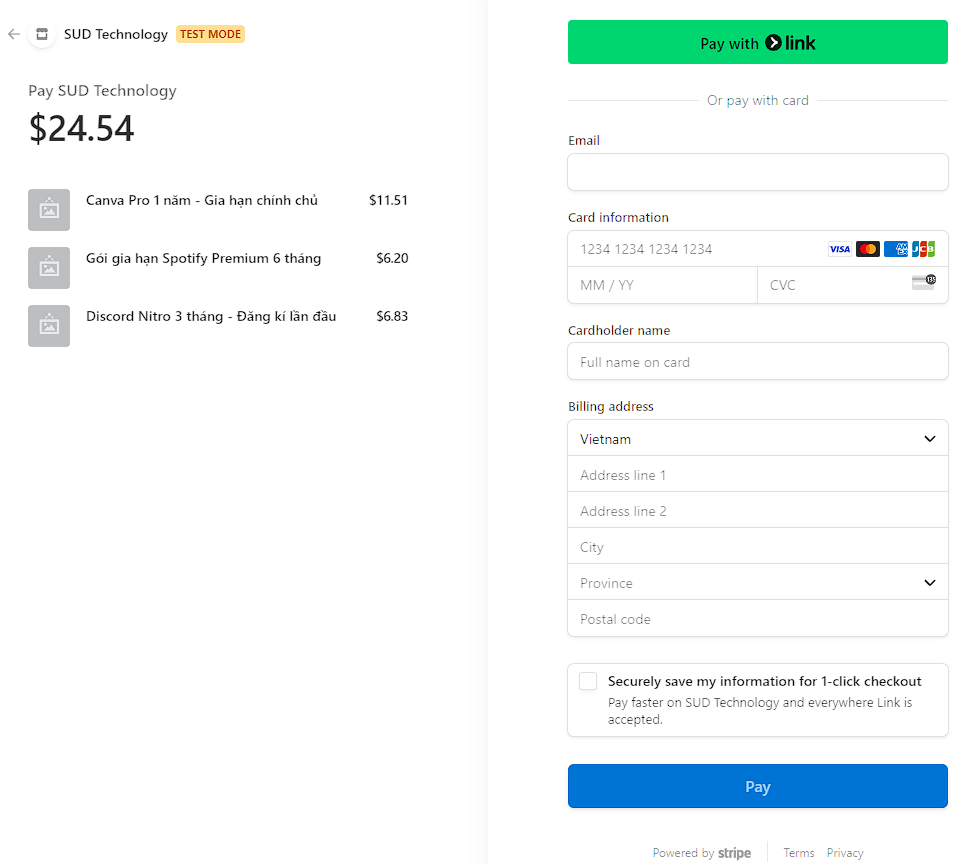 SUD Technology TEST MODE
Pay SUD Technology
$24.54
Canva Pro 1 năm - Gia hạn chính chủ $11.51
Gói gia hạn Spotify Premium 6 tháng $6.20
Discord Nitro 3 tháng - Đăng kí lần đầu $6.83
Pay with link
Or pay with card
Email
Card information
1234 1234 1234 1234 VISA AMEX JCB
MM / YY CVC 135
Cardholder name
Full name on card
Billing address
Vietnam
Address line 1
Address line 2
City
Province
Postal code
Securely save my information for 1-click checkout
Pay faster on SUD Technology and everywhere Link is
accepted.
Pay
Powered by stripe Terms Privacy